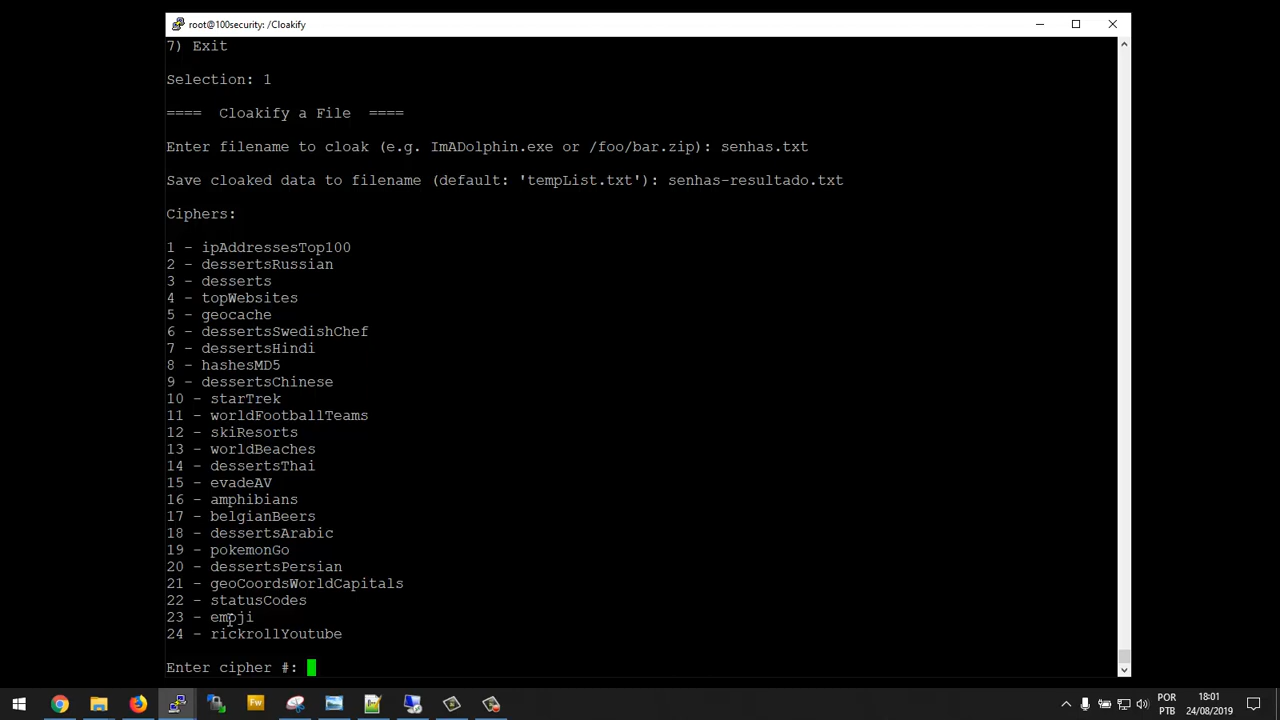 root@100security: /Cloakify
7) Exit
Selection: 1
====  Cloakify a File  ====
Enter filename to cloak (e.g. ImADolphin.exe or /foo/bar.zip): senhas.txt
Save cloaked data to filename (default: 'tempList.txt'): senhas-resultado.txt
Ciphers:
1 - ipAddressesTop100
2 - dessertsRussian
3 - desserts
4 - topWebsites
5 - geocache
6 - dessertsSwedishChef
7 - dessertsHindi
8 - hashesMD5
9 - dessertsChinese
10 - starTrek
11 - worldFootballTeams
12 - skiResorts
13 - worldBeaches
14 - dessertsThai
15 - evadeAV
16 - amphibians
17 - belgianBeers
18 - dessertsArabic
19 - pokemonGo
20 - dessertsPersian
21 - geoCoordsWorldCapitals
22 - statusCodes
23 - emoji
24 - rickrollYoutube
Enter cipher #:
Fw
POR
PTB
18:01
24/08/2019